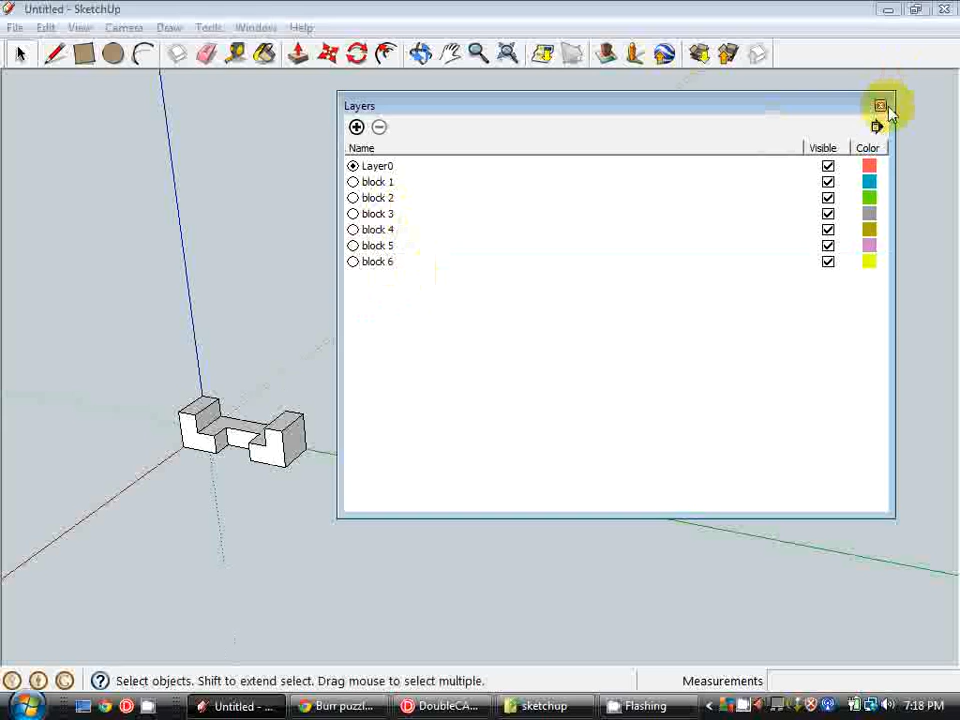 Untitled - SketchUp
File Edit View Camera Draw Tools Window Help
Layers
Name Visible Color
Layer0
block 1
block 2
block 3
block 4
block 5
block 6
Select objects. Shift to extend select. Drag mouse to select multiple. Measurements
Untitled - ... Burr puzzl... DoubleCA... sketchup Flashing 7:18 PM